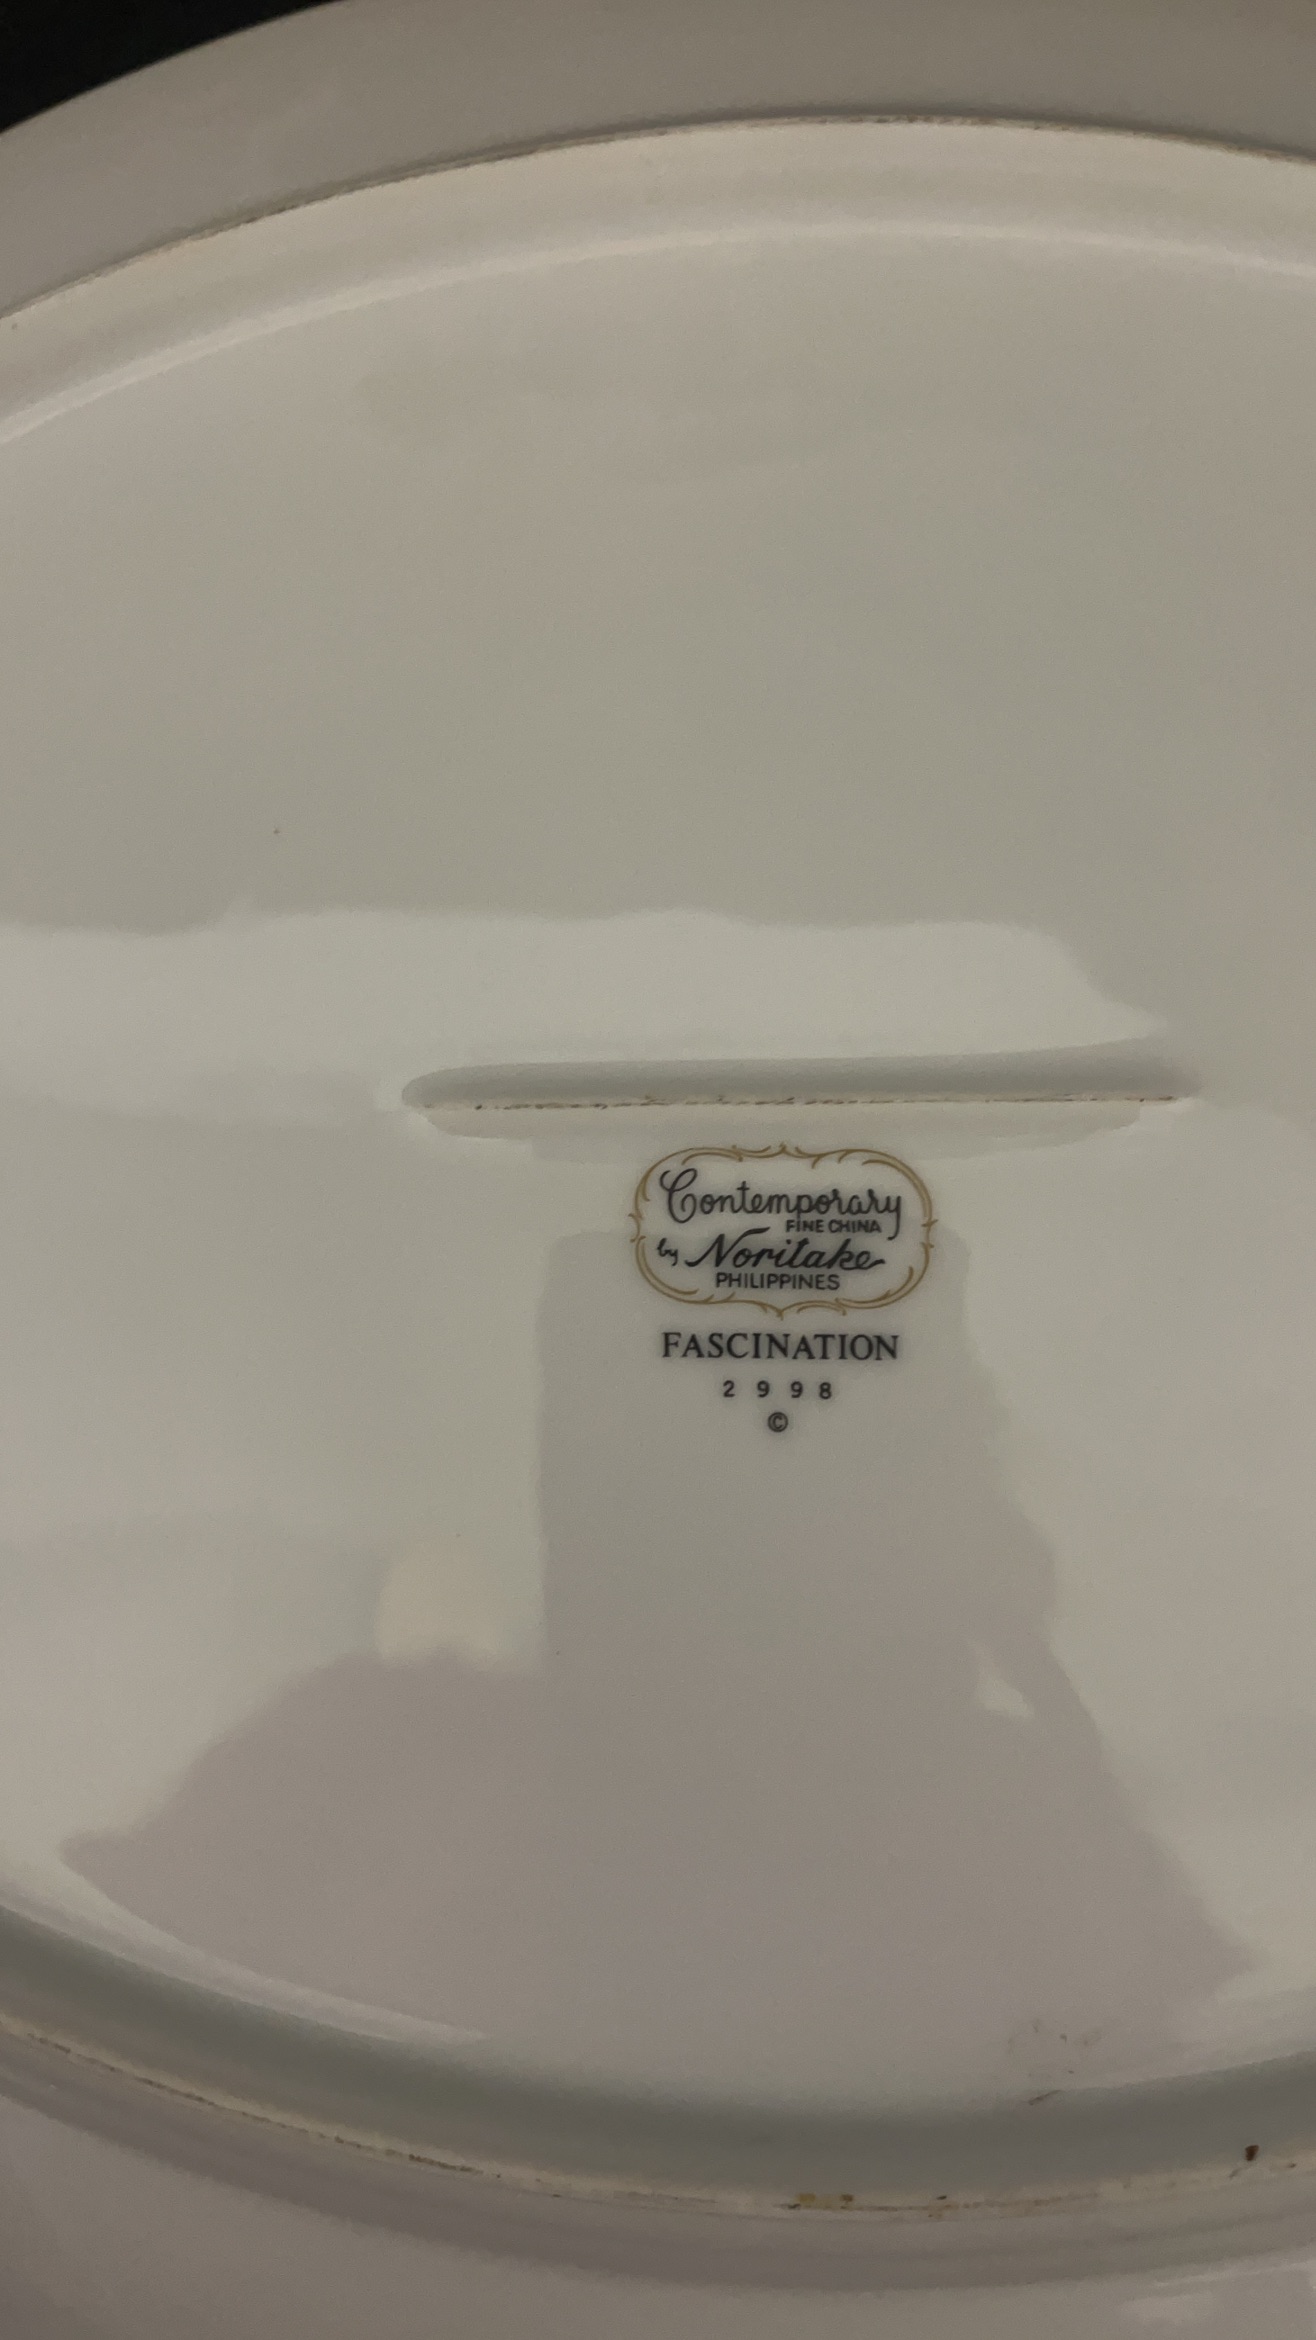 Contemporary
FINE CHINA
by Noritake
PHILIPPINES
FASCINATION
2998
©